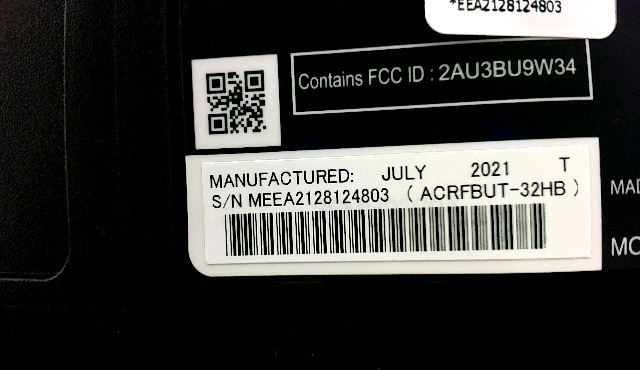 *EEA2128124803
Contains FCC ID : 2AU3BU9W34
MANUFACTURED: JULY 2021 T
S/N MEEA2128124803 ( ACRFBUT-32HB )